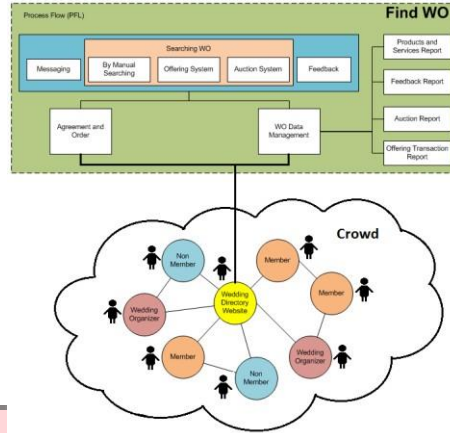 Process Flow (PFL)
Find WO
Searching WO
Messaging
By Manual
Searching
Offering System
Auction System
Feedback
Products and
Services Report
Feedback Report
Auction Report
Offering Transaction
Report
Agreement and
Order
WO Data
Management
Crowd
Non
Member
Member
Wedding
Directory
Website
Member
Wedding
Organizer
Member
Non
Member
Wedding
Organizer